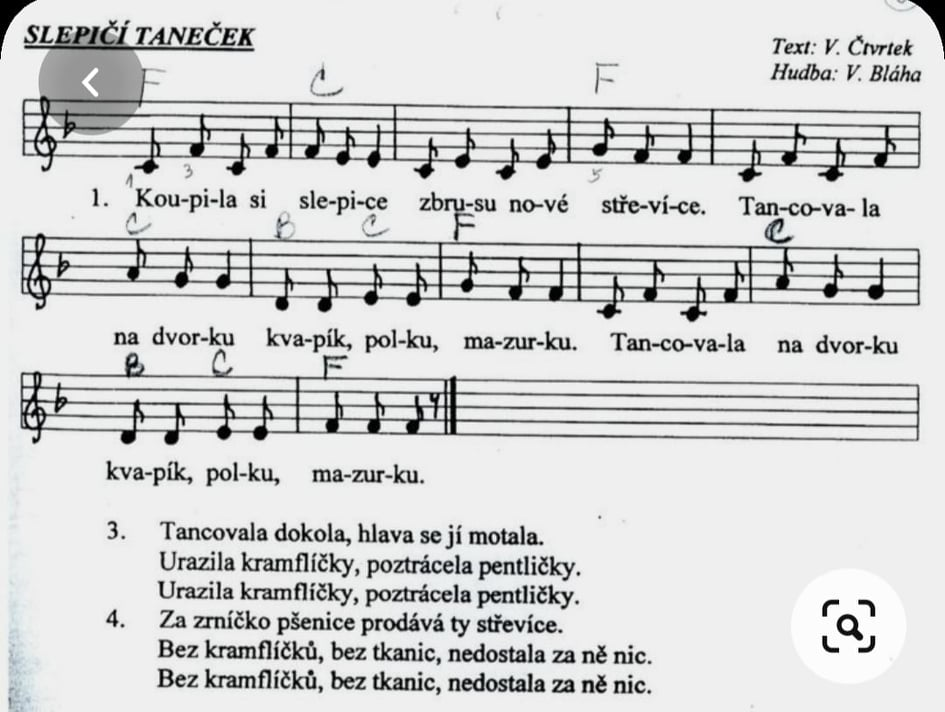 SLEPIČÍ TANEČEK
Text: V. Čtvrtek
Hudba: V. Bláha
F C F
1 3 5
1. Kou-pi-la si sle-pi-ce zbru-su no-vé stře-ví-ce. Tan-co-va- la
C B C F C
na dvor-ku kva-pík, pol-ku, ma-zur-ku. Tan-co-va-la na dvor-ku
B C F
kva-pík, pol-ku, ma-zur-ku.
3. Tancovala dokola, hlava se jí motala.
Urazila kramflíčky, poztrácela pentličky.
Urazila kramflíčky, poztrácela pentličky.
4. Za zrníčko pšenice prodává ty střevíce.
Bez kramflíčků, bez tkanic, nedostala za ně nic.
Bez kramflíčků, bez tkanic, nedostala za ně nic.